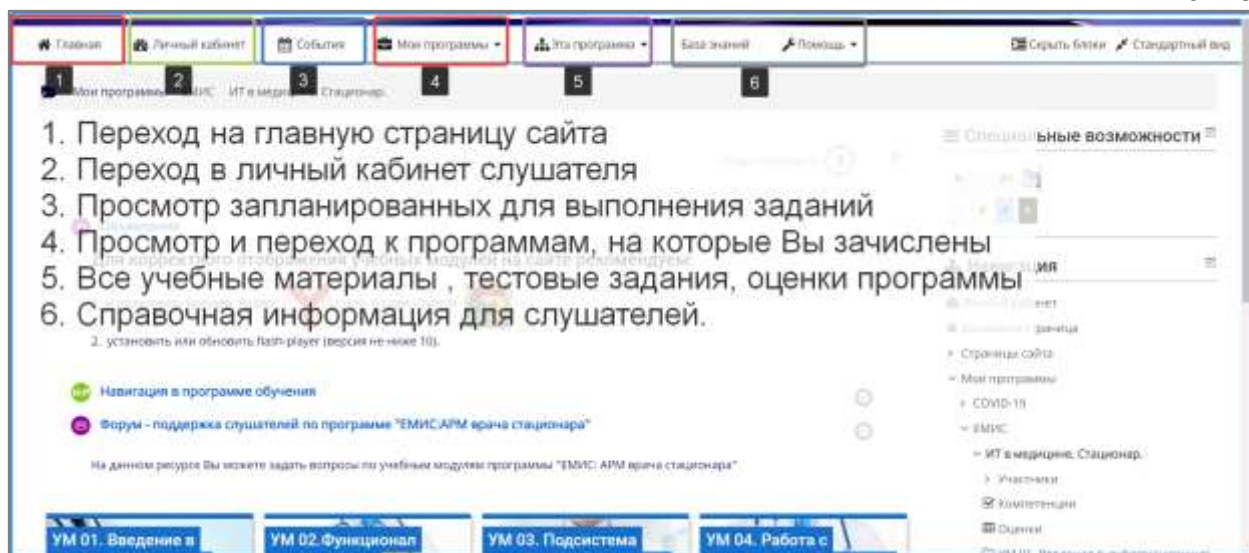 Главная Личный кабинет События Мои программы Эта программа База знаний Помощь Скрыть блоки Стандартный вид
1 2 3 4 5 6
Мои программы ЕМИС Стационар.
1. Переход на главную страницу сайта
2. Переход в личный кабинет слушателя
3. Просмотр запланированных для выполнения заданий
4. Просмотр и переход к программам, на которые Вы зачислены
5. Все учебные материалы , тестовые задания, оценки программы
6. Справочная информация для слушателей.
2. установить или обновить flash-player (версия не ниже 10).
Навигация в программе обучения
Форум - поддержка слушателей по программе "ЕМИС:АРМ врача стационара"
На данном ресурсе Вы можете задать вопросы по учебным модулям программы "ЕМИС: АРМ врача стационара"
УМ 01. Введение в
УМ 02.Функционал
УМ 03. Подсистема
УМ 04. Работа с
Специальные возможности
Навигация
Страницы сайта
Мои программы
COVID-19
ЕМИС
ИТ в медицине. Стационар.
Участники
Компетенции
Оценки